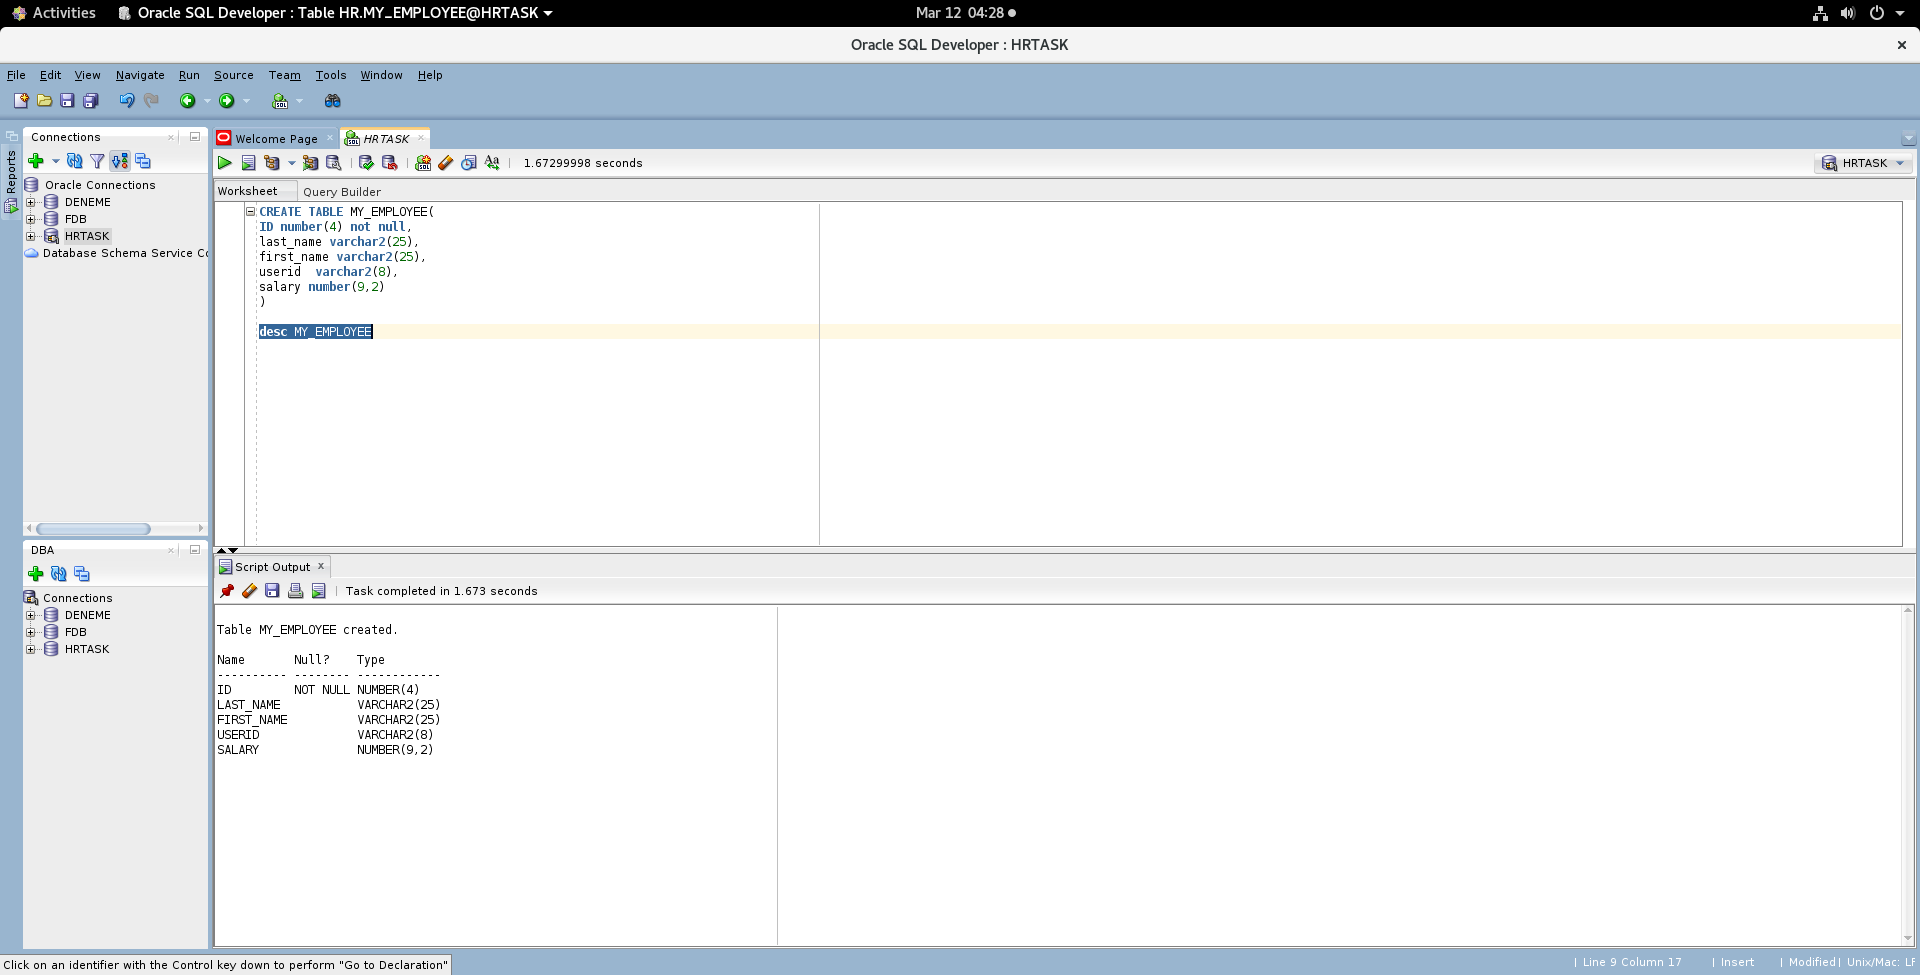 Activities
Oracle SQL Developer : Table HR.MY_EMPLOYEE@HRTASK
Mar 12 04:28
Oracle SQL Developer : HRTASK
File Edit View Navigate Run Source Team Tools Window Help
Reports
Connections
Oracle Connections
DENEME
FDB
HRTASK
Database Schema Service Co
DBA
Connections
DENEME
FDB
HRTASK
Welcome Page
HRTASK
1.67299998 seconds
HRTASK
Worksheet
Query Builder
CREATE TABLE MY_EMPLOYEE(
ID number(4) not null,
last_name varchar2(25),
first_name varchar2(25),
userid  varchar2(8),
salary number(9,2)
)
desc MY_EMPLOYEE
Script Output
Task completed in 1.673 seconds
Table MY_EMPLOYEE created.
Name       Null?    Type
---------- -------- ------------
ID         NOT NULL NUMBER(4)
LAST_NAME           VARCHAR2(25)
FIRST_NAME          VARCHAR2(25)
USERID              VARCHAR2(8)
SALARY              NUMBER(9,2)
Click on an identifier with the Control key down to perform "Go to Declaration"
| Line 9 Column 17 | Insert | Modified| Unix/Mac: LF